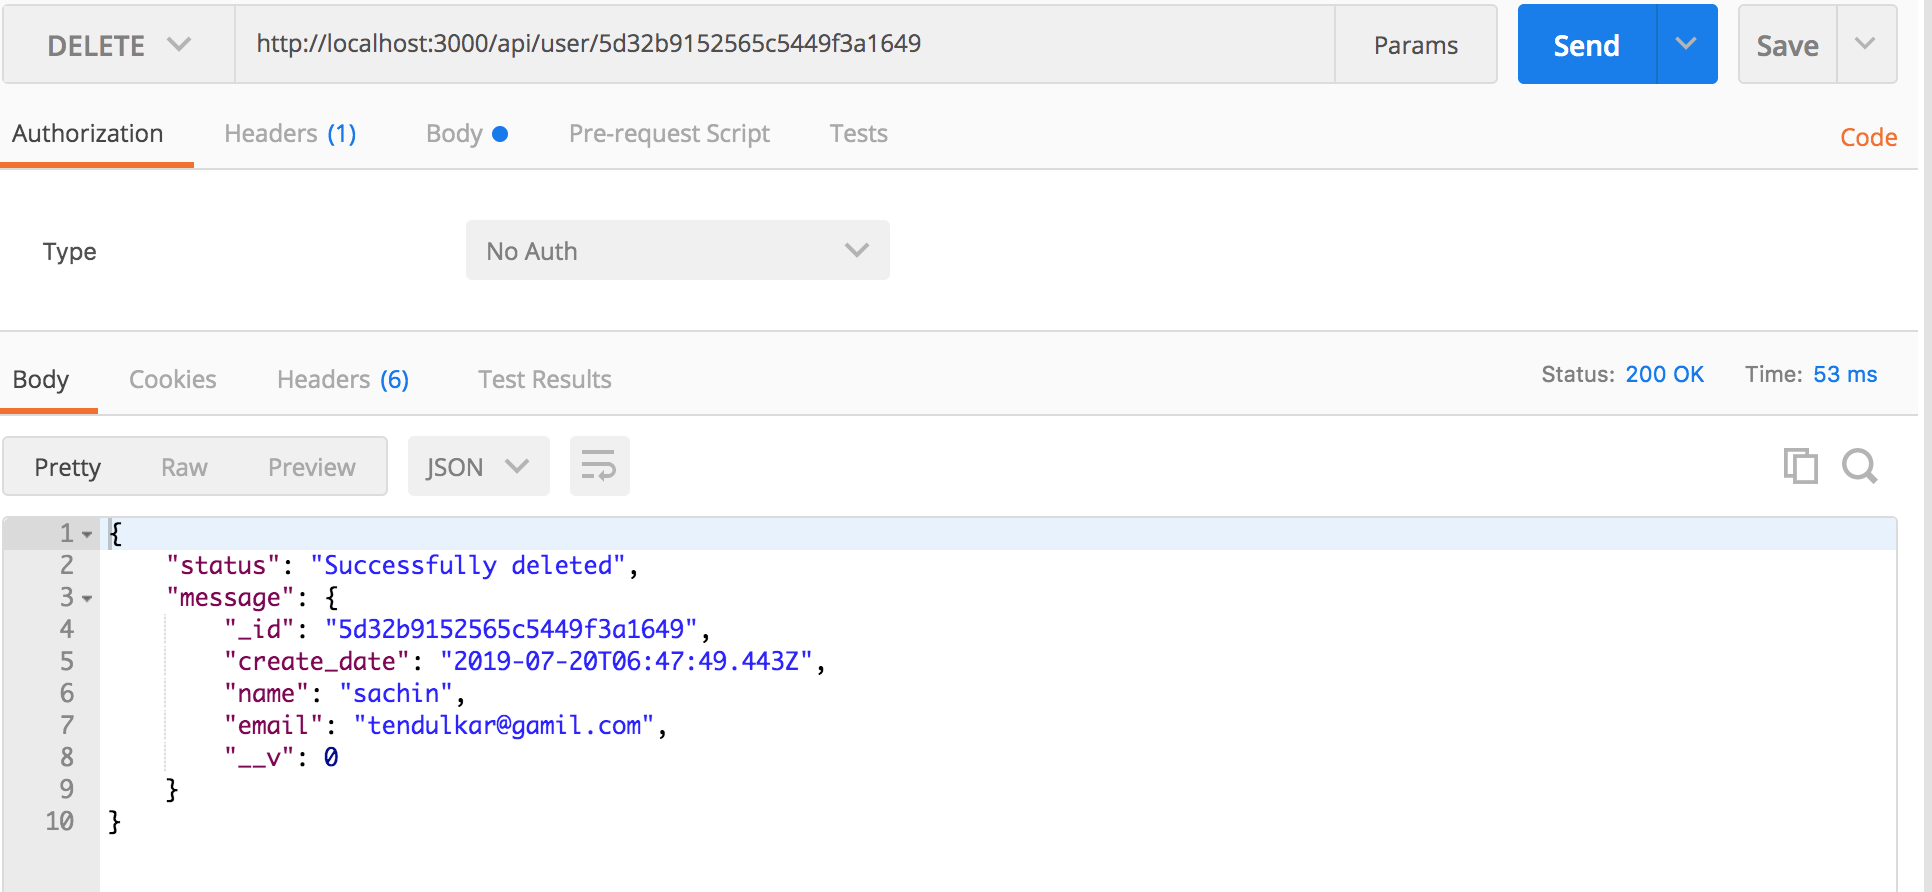 DELETE http://localhost:3000/api/user/5d32b9152565c5449f3a1649 Params Send Save
Authorization Headers (1) Body Pre-request Script Tests Code
Type No Auth
Body Cookies Headers (6) Test Results Status: 200 OK Time: 53 ms
Pretty Raw Preview JSON
1 {
2 "status": "Successfully deleted",
3 "message": {
4 "_id": "5d32b9152565c5449f3a1649",
5 "create_date": "2019-07-20T06:47:49.443Z",
6 "name": "sachin",
7 "email": "tendulkar@gamil.com",
8 "__v": 0
9 }
10 }